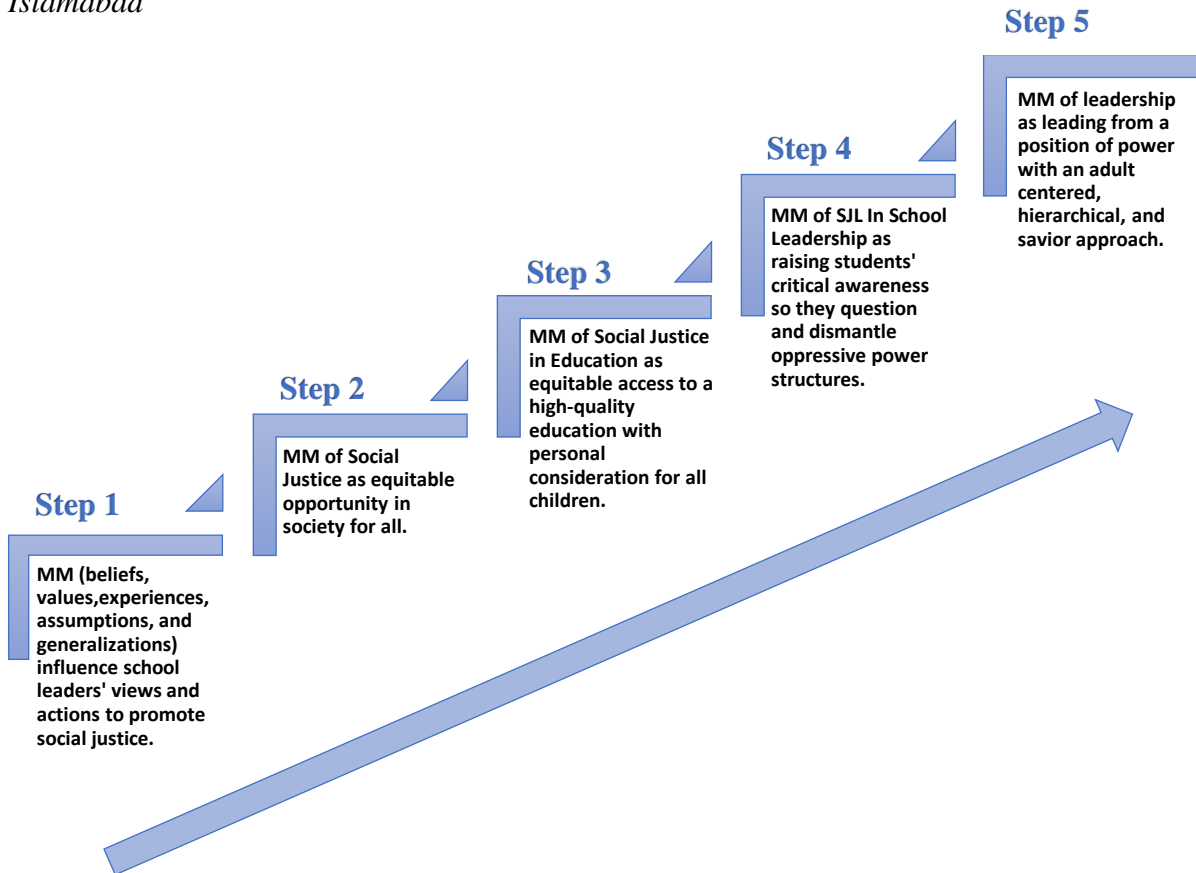 Islamabad
Step 1
MM (beliefs,
values,experiences,
assumptions, and
generalizations)
influence school
leaders' views and
actions to promote
social justice.
Step 2
MM of Social
Justice as equitable
opportunity in
society for all.
Step 3
MM of Social Justice
in Education as
equitable access to a
high-quality
education with
personal
consideration for all
children.
Step 4
MM of SJL In School
Leadership as
raising students'
critical awareness
so they question
and dismantle
oppressive power
structures.
Step 5
MM of leadership
as leading from a
position of power
with an adult
centered,
hierarchical, and
savior approach.